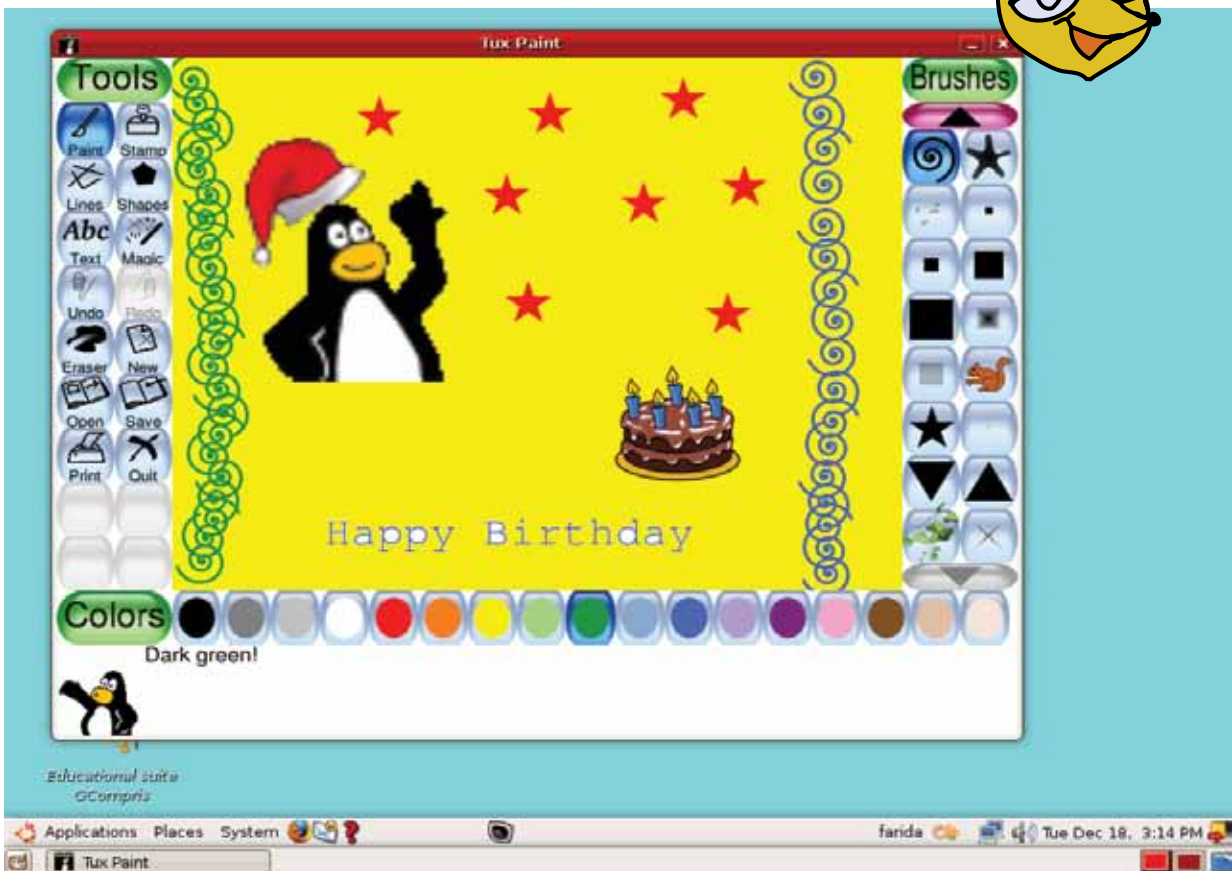 Tux Paint
Tools
Brushes
Paint
Stamp
Lines
Shapes
Abc
Text
Magic
Undo
Redo
Eraser
New
Open
Save
Print
Quit
Happy Birthday
Colors
Dark green!
Educational suite
GCompris
Applications Places System
farida
Tue Dec 18, 3:14 PM
Tux Paint